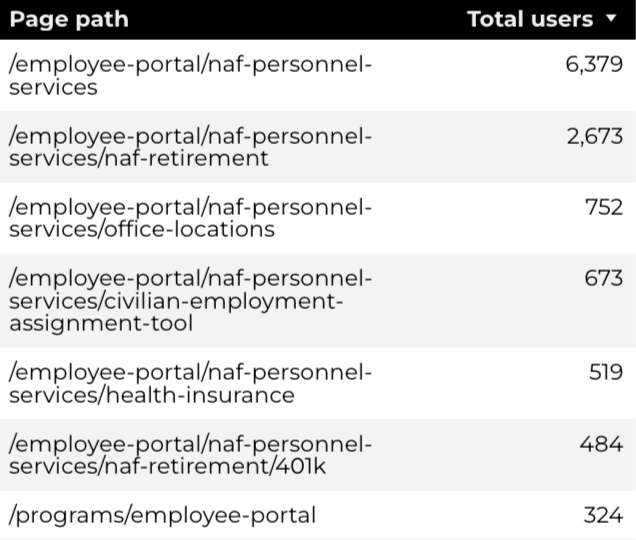 Page path Total users ▼
/employee-portal/naf-personnel- 6,379
services
/employee-portal/naf-personnel- 2,673
services/naf-retirement
/employee-portal/naf-personnel- 752
services/office-locations
/employee-portal/naf-personnel- 673
services/civilian-employment-
assignment-tool
/employee-portal/naf-personnel- 519
services/health-insurance
/employee-portal/naf-personnel- 484
services/naf-retirement/401k
/programs/employee-portal 324